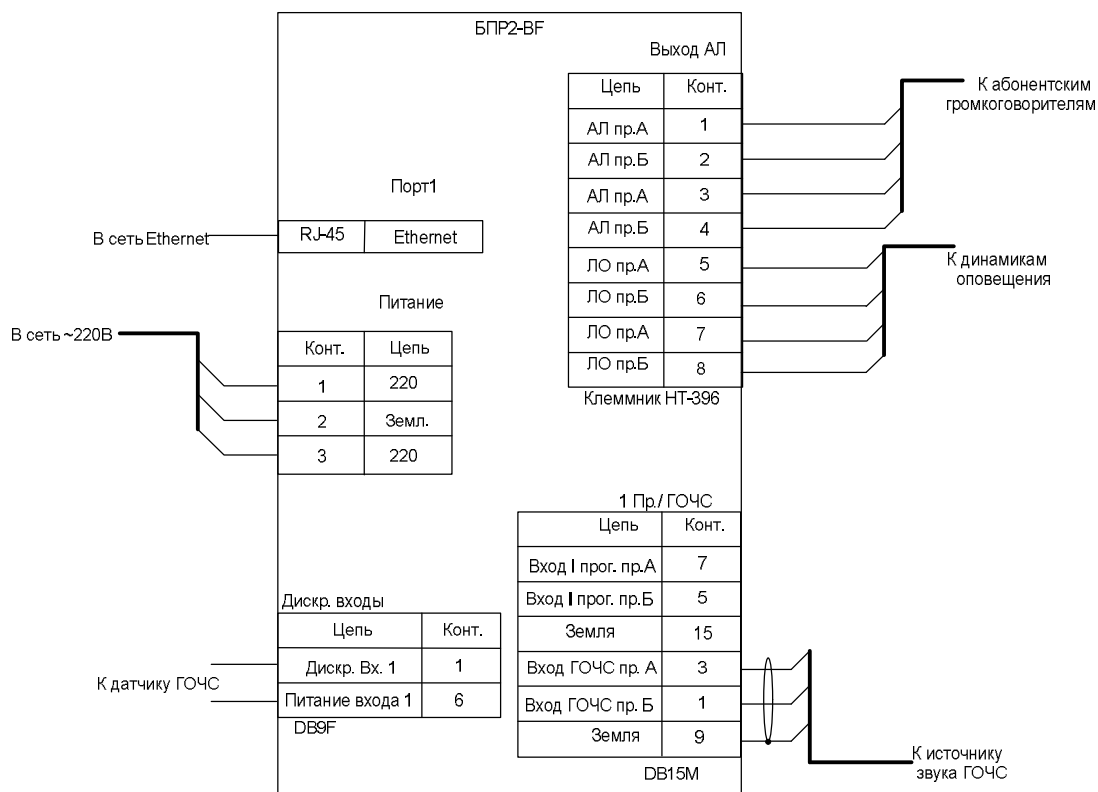 БПР2-BF
Выход АЛ
Цепь Конт.
АЛ пр.А 1
АЛ пр.Б 2
АЛ пр.А 3
АЛ пр.Б 4
ЛО пр.А 5
ЛО пр.Б 6
ЛО пр.А 7
ЛО пр.Б 8
Клеммник НТ-396
К абонентским
громкоговорителям
К динамикам
оповещения
Порт1
В сеть Ethernet
RJ-45 Ethernet
Питание
В сеть ~220В
Конт. Цепь
1 220
2 Земл.
3 220
1 Пр./ ГОЧС
Цепь Конт.
Вход I прог. пр.А 7
Вход I прог. пр.Б 5
Земля 15
Вход ГОЧС пр. А 3
Вход ГОЧС пр. Б 1
Земля 9
DB15M
К источнику
звука ГОЧС
Дискр. входы
Цепь Конт.
Дискр. Вх. 1 1
Питание входа 1 6
DB9F
К датчику ГОЧС